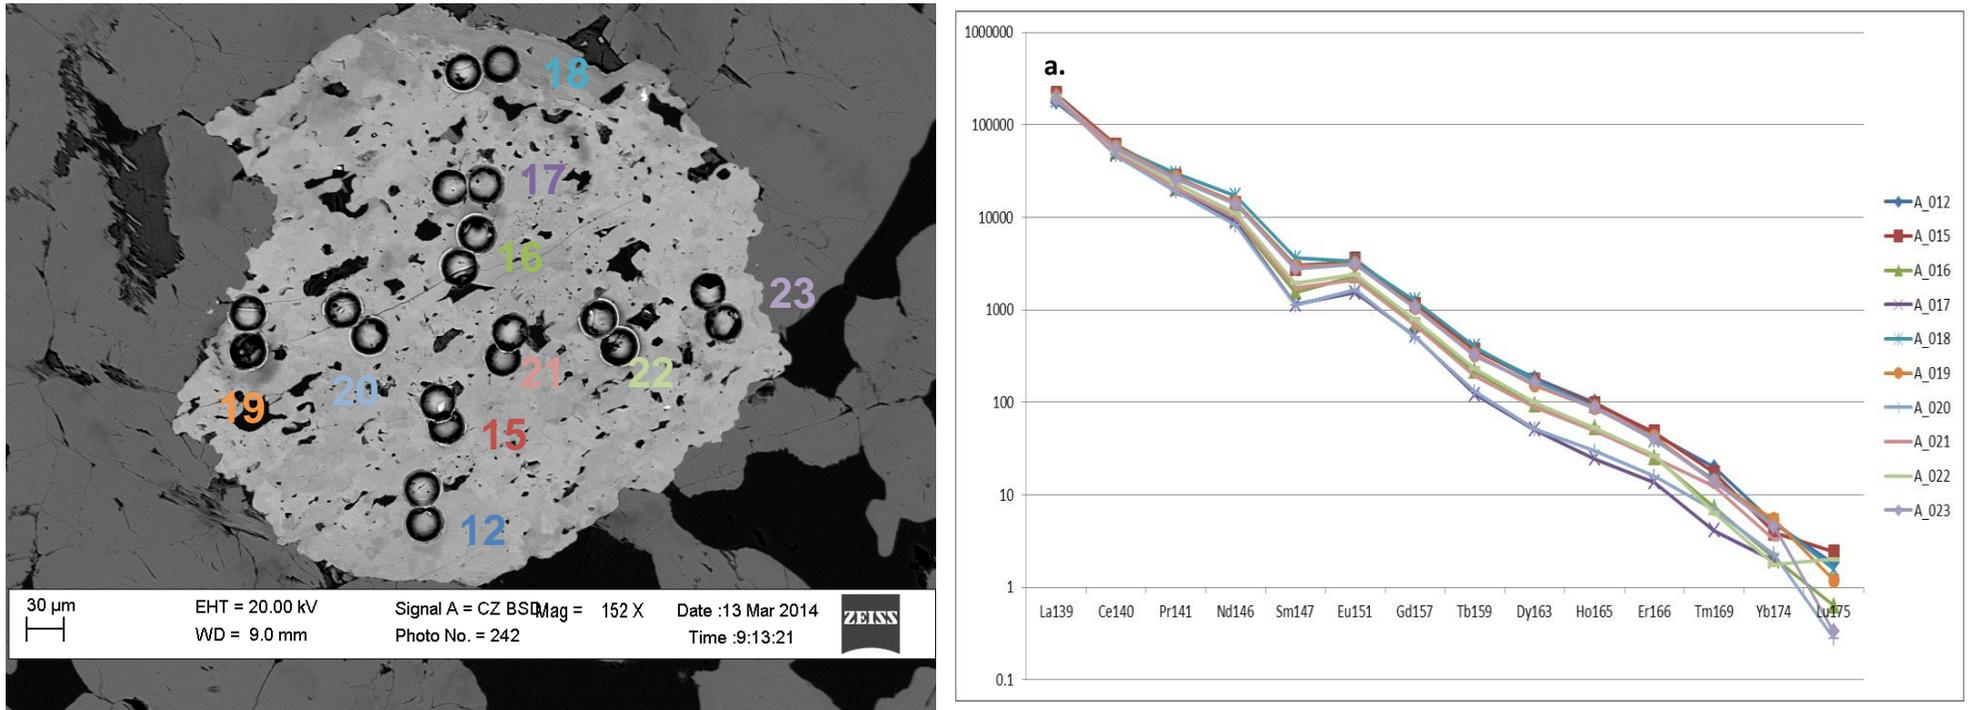 18
17
16
23
20
21
22
19
15
12
30 µm
EHT = 20.00 kV
WD = 9.0 mm
Signal A = CZ BSD
Photo No. = 242
Mag = 152 X
Date :13 Mar 2014
Time :9:13:21
ZEISS
a.
1000000
100000
10000
1000
100
10
1
0.1
La139 Ce140 Pr141 Nd146 Sm147 Eu151 Gd157 Tb159 Dy163 Ho165 Er166 Tm169 Yb174 Lu175
A_012
A_015
A_016
A_017
A_018
A_019
A_020
A_021
A_022
A_023